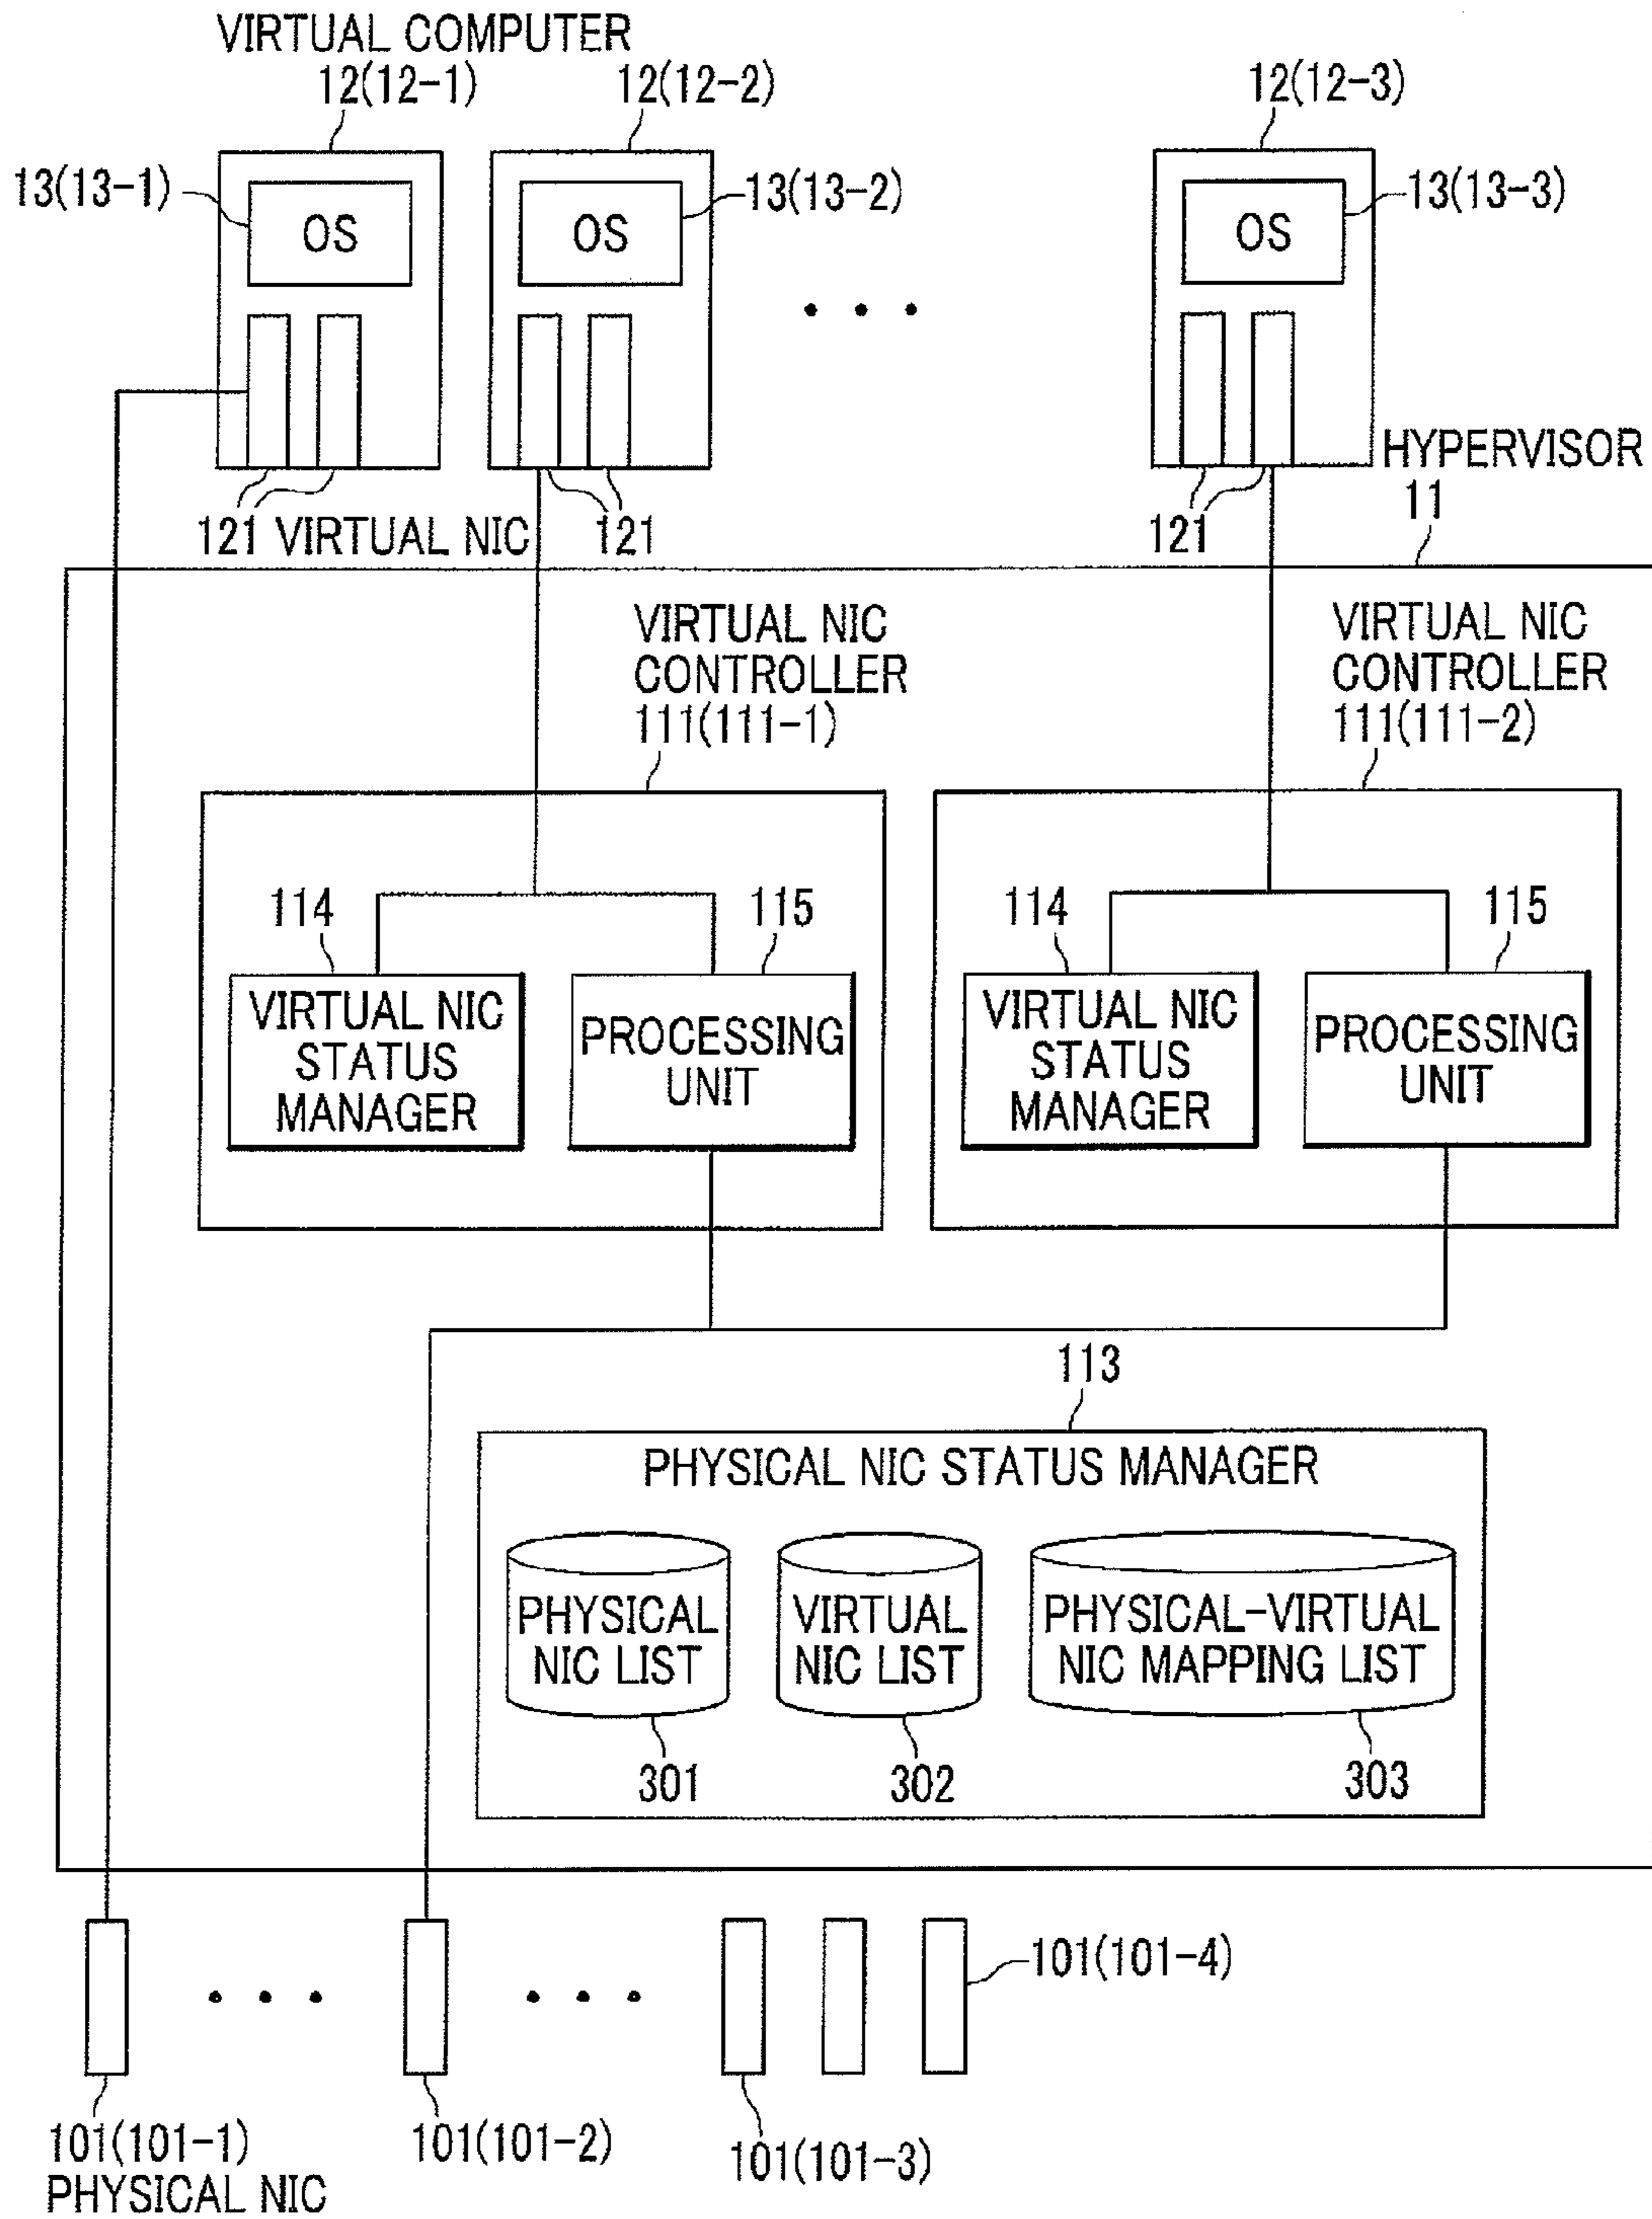 VIRTUAL COMPUTER
12(12-1)
12(12-2)
12(12-3)
13(13-1)
OS
13(13-2)
OS
13(13-3)
OS
HYPERVISOR
11
121 VIRTUAL NIC
121
121
VIRTUAL NIC
CONTROLLER
111(111-1)
VIRTUAL NIC
CONTROLLER
111(111-2)
114
115
114
115
VIRTUAL NIC
STATUS
MANAGER
PROCESSING
UNIT
VIRTUAL NIC
STATUS
MANAGER
PROCESSING
UNIT
113
PHYSICAL NIC STATUS MANAGER
PHYSICAL
NIC LIST
VIRTUAL
NIC LIST
PHYSICAL-VIRTUAL
NIC MAPPING LIST
301
302
303
101(101-4)
101(101-1)
PHYSICAL NIC
101(101-2)
101(101-3)